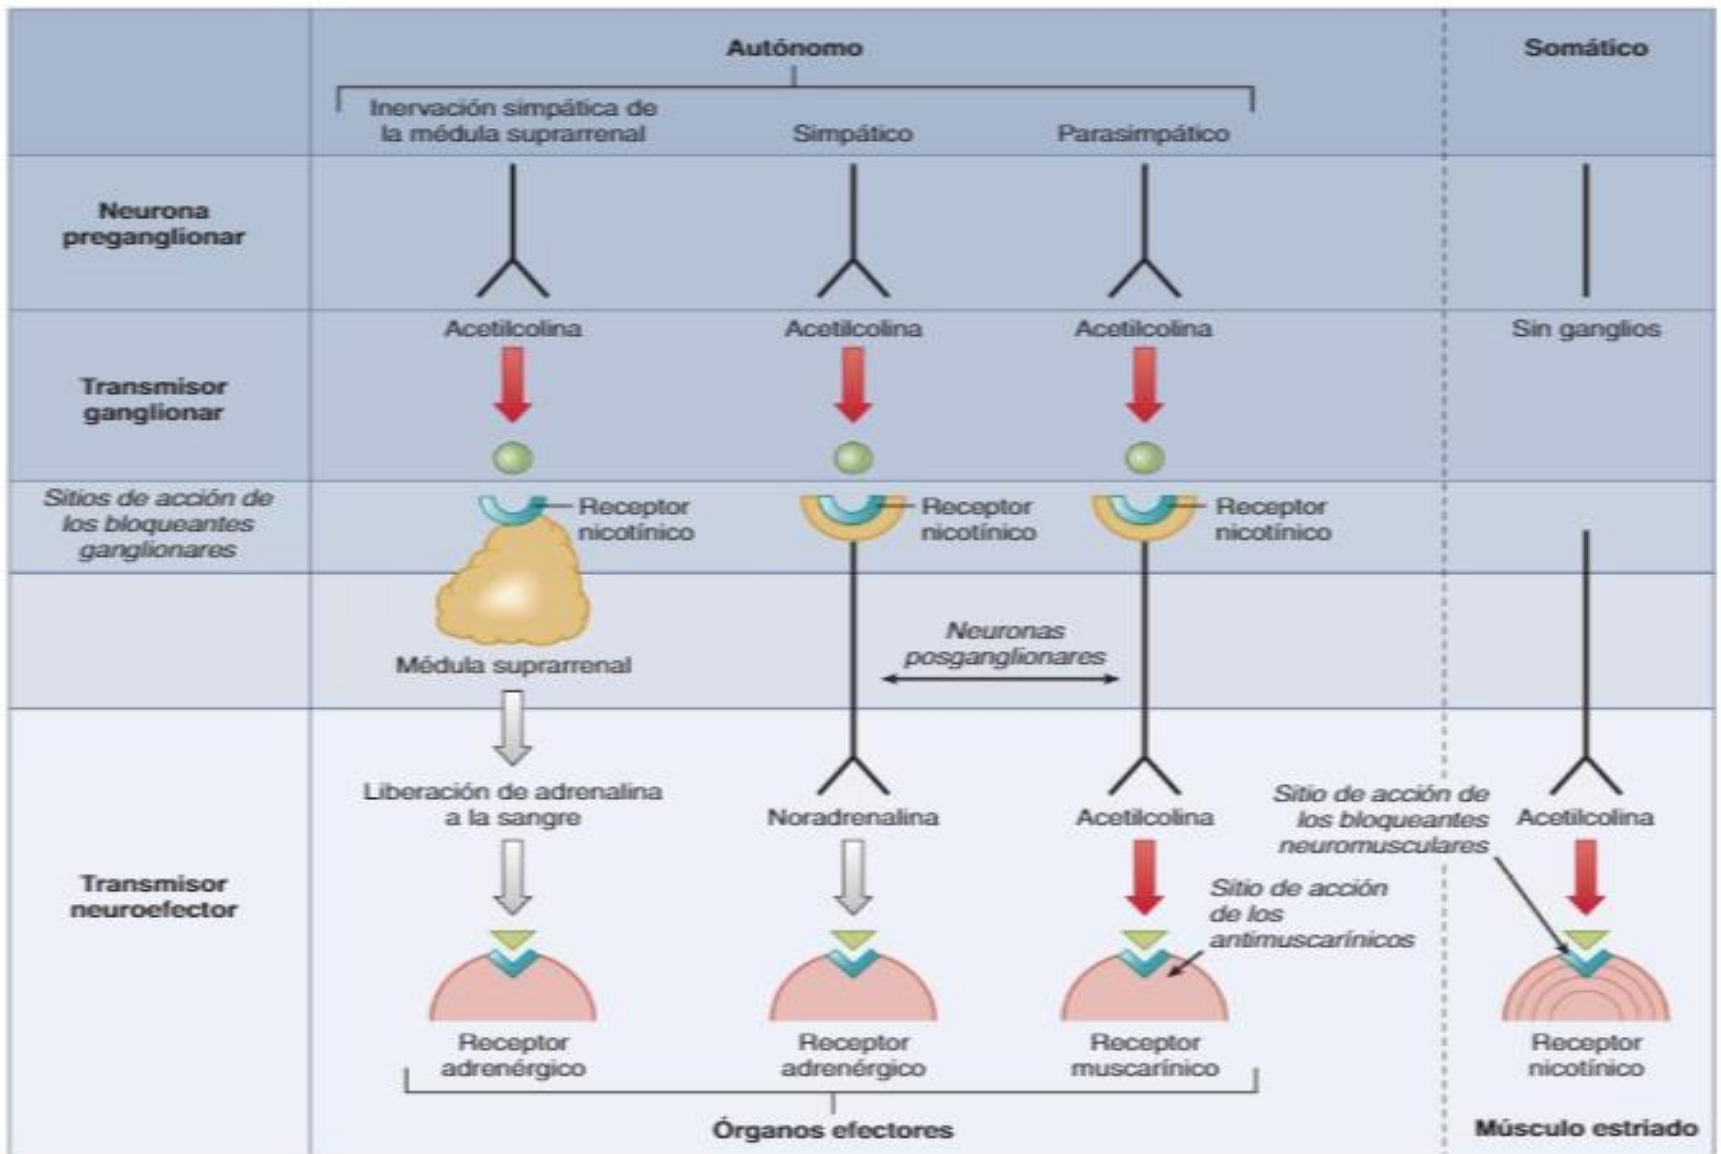 Autónomo
Somático
Inervación simpática de
la médula suprarrenal
Simpático
Parasimpático
Neurona
preganglionar
Acetilcolina
Acetilcolina
Acetilcolina
Sin ganglios
Transmisor
ganglionar
Sitios de acción de
los bloqueantes
ganglionares
Receptor
nicotínico
Receptor
nicotínico
Receptor
nicotínico
Neuronas
posganglionares
Médula suprarrenal
Liberación de adrenalina
a la sangre
Noradrenalina
Acetilcolina
Sitio de acción de
los bloqueantes
neuromusculares
Acetilcolina
Transmisor
neuroefector
Sitio de acción
de los
antimuscarínicos
Receptor
adrenérgico
Receptor
adrenérgico
Receptor
muscarínico
Receptor
nicotínico
Órganos efectores
Músculo estriado